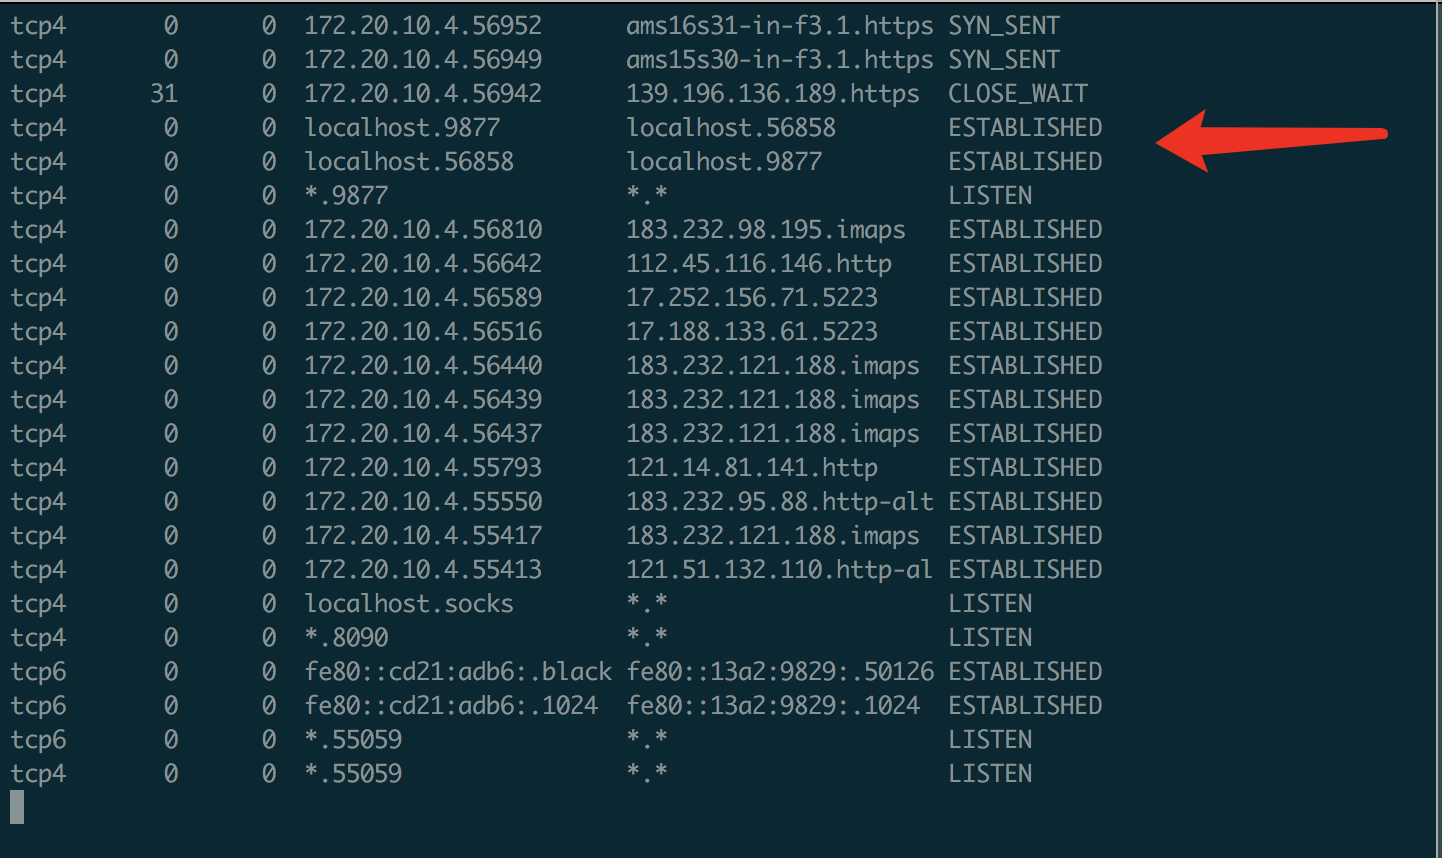 tcp4 0 0 172.20.10.4.56952 ams16s31-in-f3.1.https SYN_SENT
tcp4 0 0 172.20.10.4.56949 ams15s30-in-f3.1.https SYN_SENT
tcp4 31 0 172.20.10.4.56942 139.196.136.189.https CLOSE_WAIT
tcp4 0 0 localhost.9877 localhost.56858 ESTABLISHED
tcp4 0 0 localhost.56858 localhost.9877 ESTABLISHED
tcp4 0 0 *.9877 *.* LISTEN
tcp4 0 0 172.20.10.4.56810 183.232.98.195.imaps ESTABLISHED
tcp4 0 0 172.20.10.4.56642 112.45.116.146.http ESTABLISHED
tcp4 0 0 172.20.10.4.56589 17.252.156.71.5223 ESTABLISHED
tcp4 0 0 172.20.10.4.56516 17.188.133.61.5223 ESTABLISHED
tcp4 0 0 172.20.10.4.56440 183.232.121.188.imaps ESTABLISHED
tcp4 0 0 172.20.10.4.56439 183.232.121.188.imaps ESTABLISHED
tcp4 0 0 172.20.10.4.56437 183.232.121.188.imaps ESTABLISHED
tcp4 0 0 172.20.10.4.55793 121.14.81.141.http ESTABLISHED
tcp4 0 0 172.20.10.4.55550 183.232.95.88.http-alt ESTABLISHED
tcp4 0 0 172.20.10.4.55417 183.232.121.188.imaps ESTABLISHED
tcp4 0 0 172.20.10.4.55413 121.51.132.110.http-al ESTABLISHED
tcp4 0 0 localhost.socks *.* LISTEN
tcp4 0 0 *.8090 *.* LISTEN
tcp6 0 0 fe80::cd21:adb6:.black fe80::13a2:9829:.50126 ESTABLISHED
tcp6 0 0 fe80::cd21:adb6:.1024 fe80::13a2:9829:.1024 ESTABLISHED
tcp6 0 0 *.55059 *.* LISTEN
tcp4 0 0 *.55059 *.* LISTEN